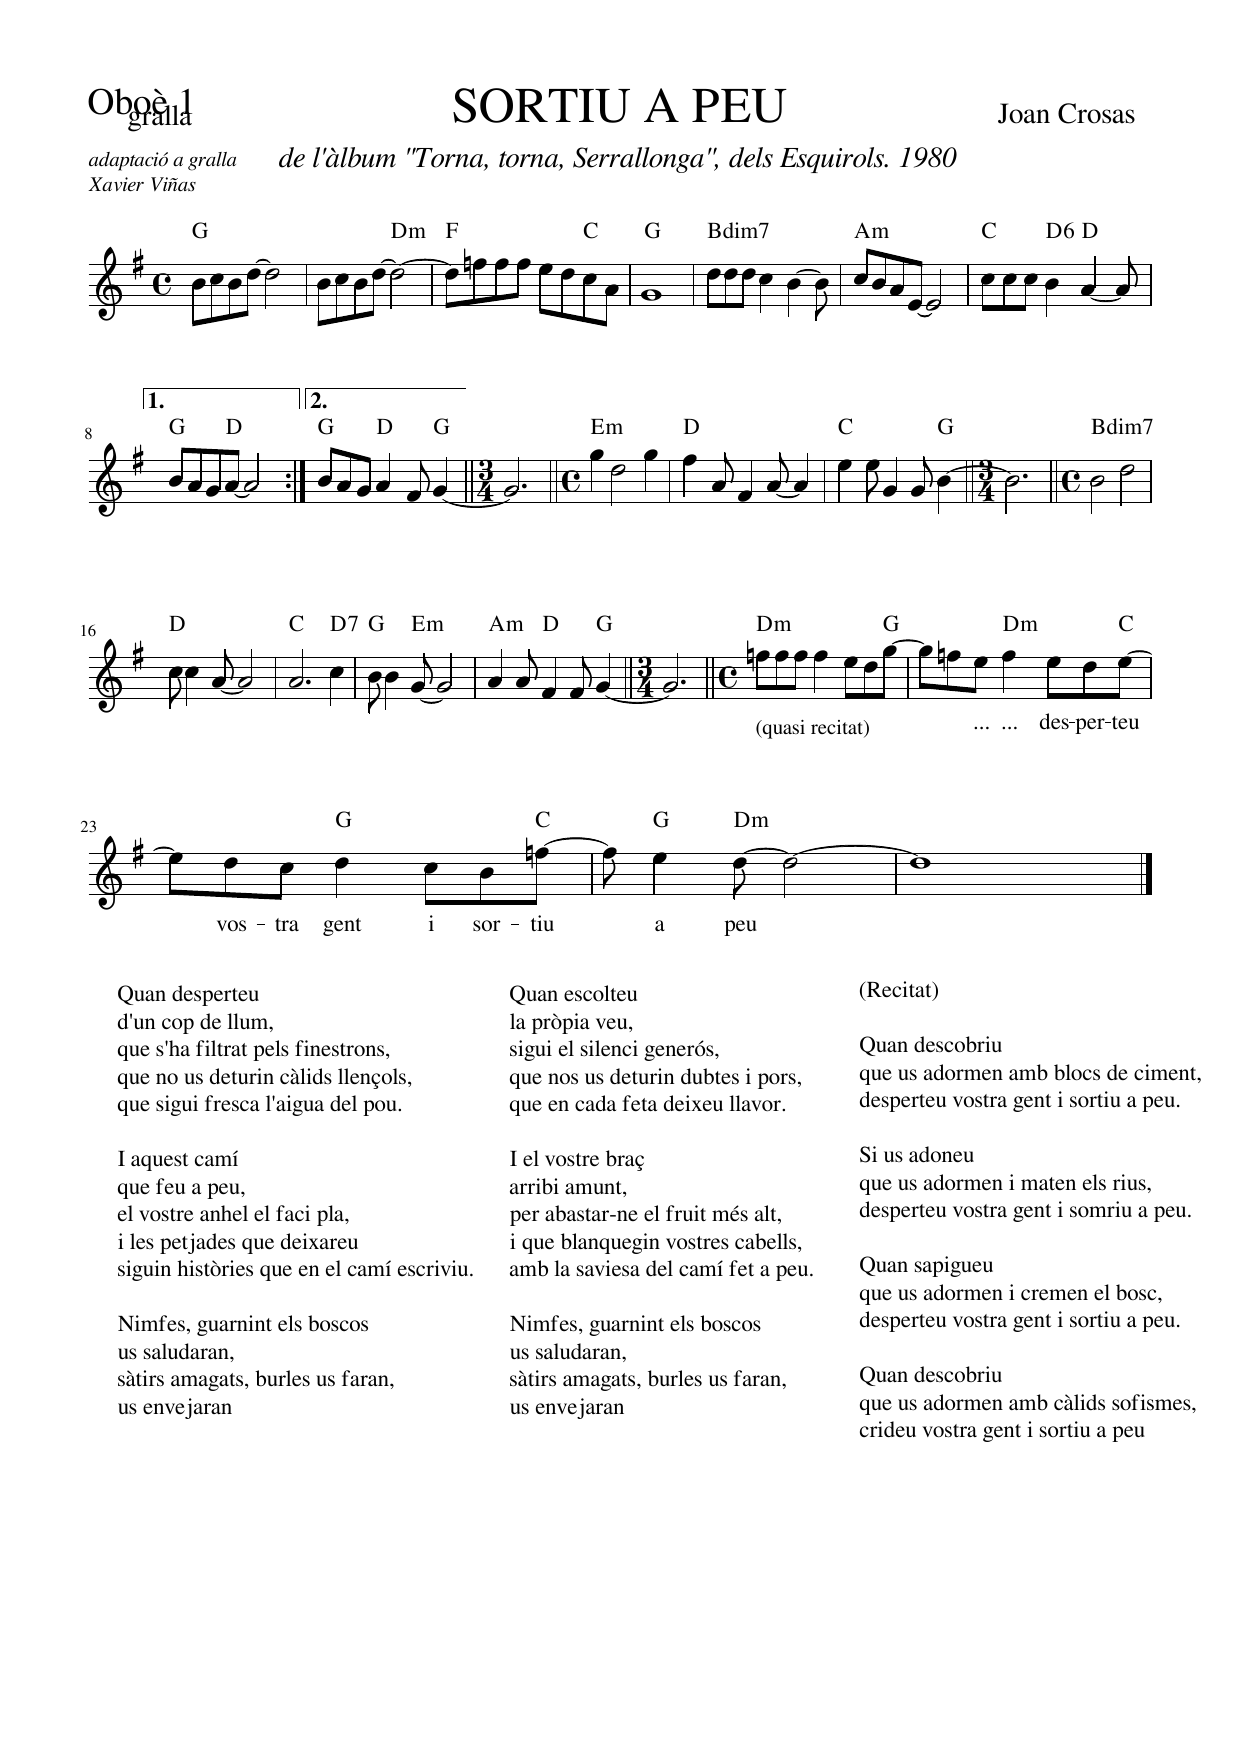 Oboè 1
gralla
SORTIU A PEU
Joan Crosas
adaptació a gralla
Xavier Viñas
de l'àlbum "Torna, torna, Serrallonga", dels Esquirols. 1980
G Dm F C G Bdim7 Am C D6 D
1. 2.
8 G D G D G Em D C G Bdim7
3 4 3 4
16 D C D7 G Em Am D G Dm G Dm C
3 4
(quasi recitat) ... ... des-per-teu
23 G C G Dm
vos - tra gent i sor - tiu a peu
Quan desperteu
d'un cop de llum,
que s'ha filtrat pels finestrons,
que no us deturin càlids llençols,
que sigui fresca l'aigua del pou.
I aquest camí
que feu a peu,
el vostre anhel el faci pla,
i les petjades que deixareu
siguin històries que en el camí escriviu.
Nimfes, guarnint els boscos
us saludaran,
sàtirs amagats, burles us faran,
us envejaran
Quan escolteu
la pròpia veu,
sigui el silenci generós,
que nos us deturin dubtes i pors,
que en cada feta deixeu llavor.
I el vostre braç
arribi amunt,
per abastar-ne el fruit més alt,
i que blanquegin vostres cabells,
amb la saviesa del camí fet a peu.
Nimfes, guarnint els boscos
us saludaran,
sàtirs amagats, burles us faran,
us envejaran
(Recitat)
Quan descobriu
que us adormen amb blocs de ciment,
desperteu vostra gent i sortiu a peu.
Si us adoneu
que us adormen i maten els rius,
desperteu vostra gent i somriu a peu.
Quan sapigueu
que us adormen i cremen el bosc,
desperteu vostra gent i sortiu a peu.
Quan descobriu
que us adormen amb càlids sofismes,
crideu vostra gent i sortiu a peu